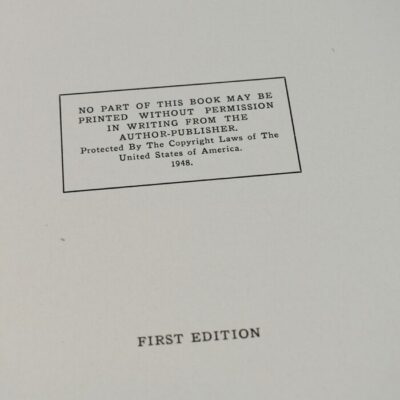 NO PART OF THIS BOOK MAY BE
PRINTED WITHOUT PERMISSION
IN WRITING FROM THE
AUTHOR-PUBLISHER.
Protected By The Copyright Laws of The
United States of America.
1948.
FIRST EDITION